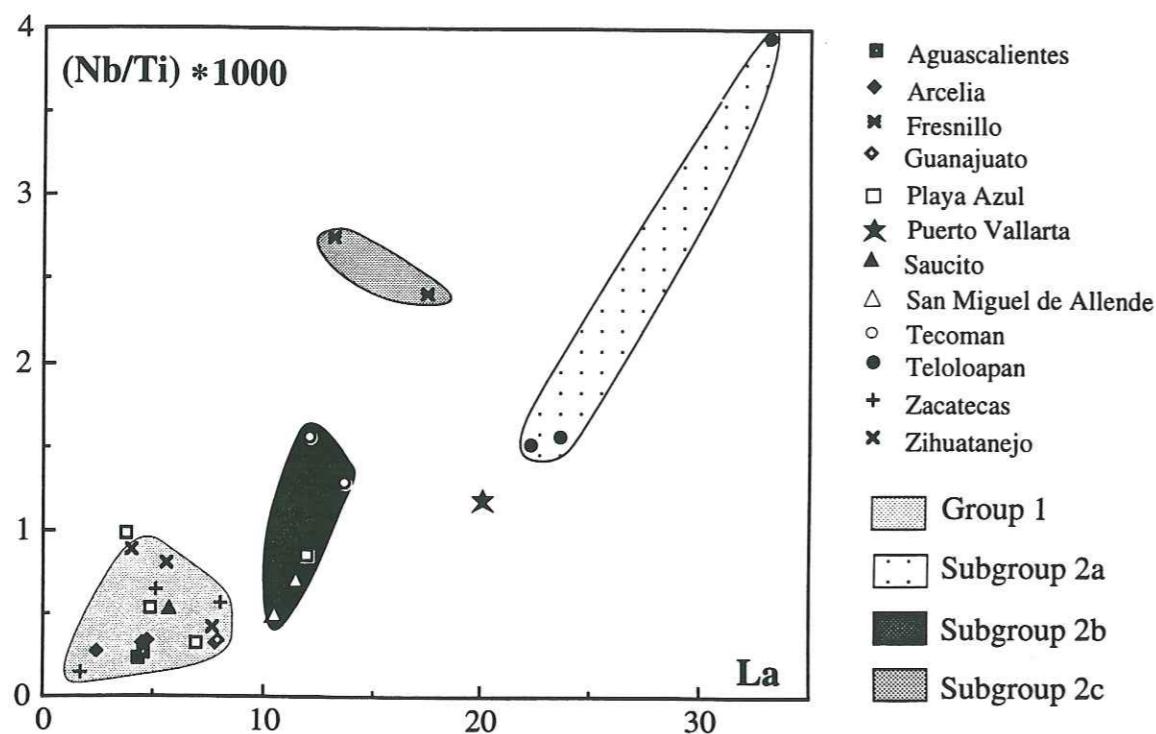 4
(Nb/Ti) *1000
3
2
1
0
0
10
20
30
La
Aguascalientes
Arcelia
Fresnillo
Guanajuato
Playa Azul
Puerto Vallarta
Saucito
San Miguel de Allende
Tecoman
Teloloapan
Zacatecas
Zihuatanejo
Group 1
Subgroup 2a
Subgroup 2b
Subgroup 2c